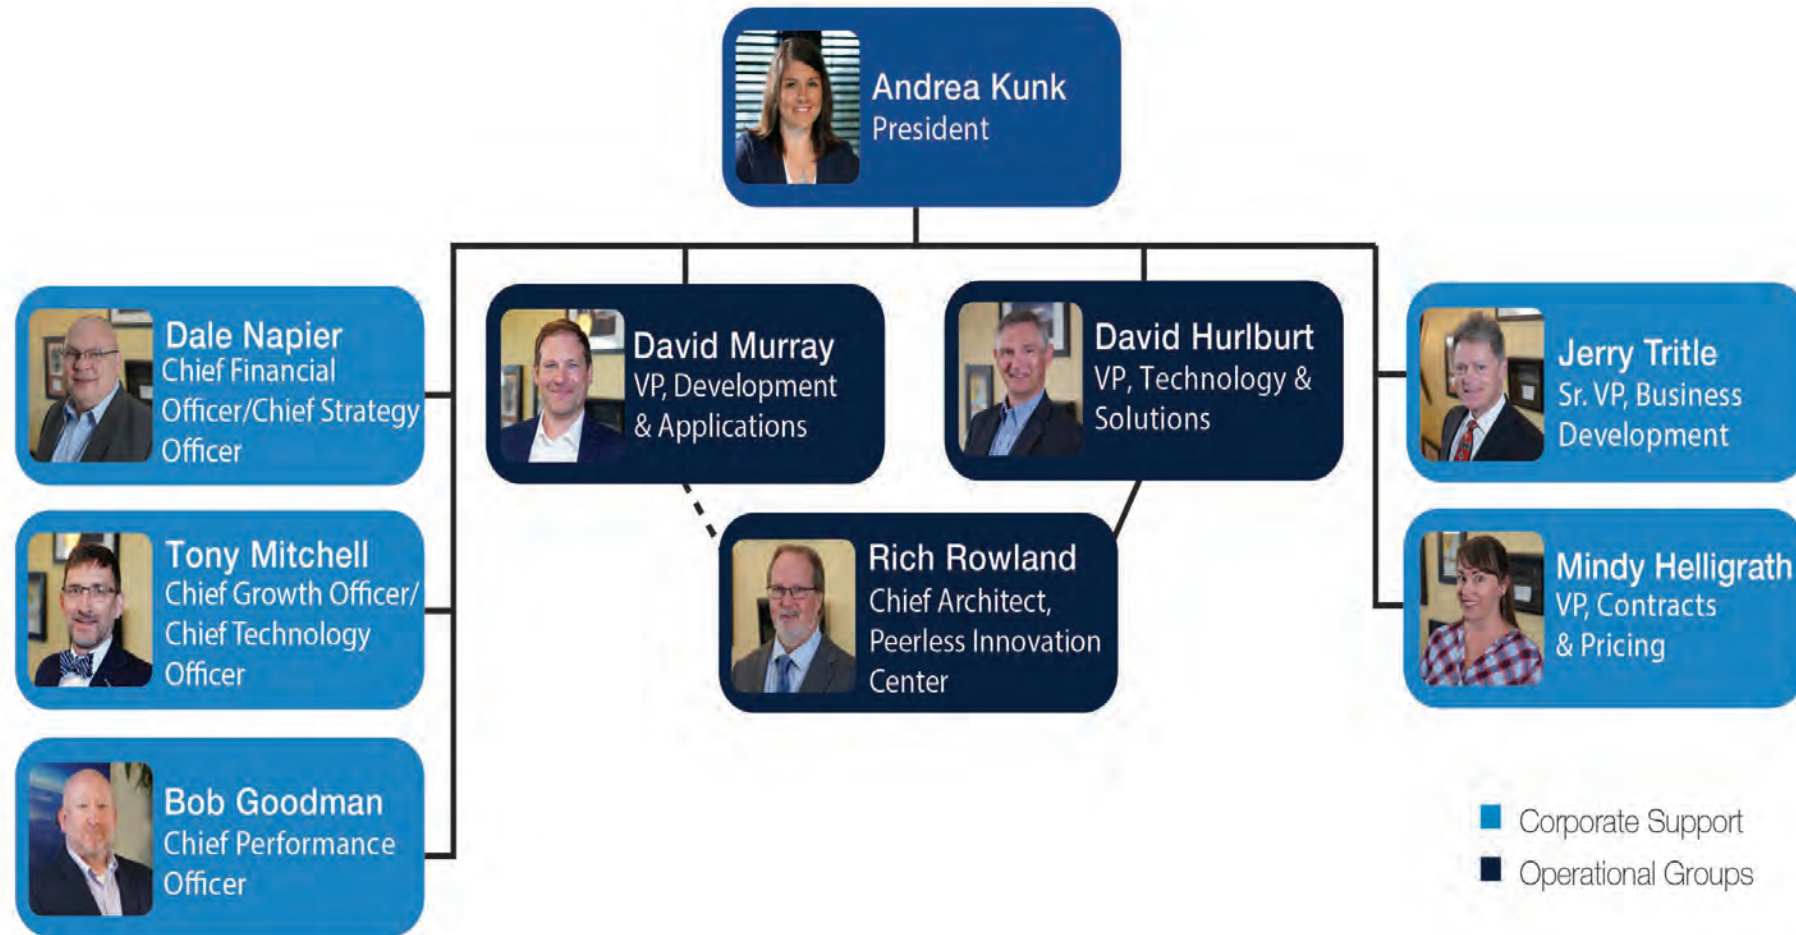 Andrea Kunk
President
Dale Napier
Chief Financial
Officer/Chief Strategy
Officer
David Murray
VP, Development
& Applications
David Hurlburt
VP, Technology &
Solutions
Jerry Tritle
Sr. VP, Business
Development
Tony Mitchell
Chief Growth Officer/
Chief Technology
Officer
Rich Rowland
Chief Architect,
Peerless Innovation
Center
Mindy Helligrath
VP, Contracts
& Pricing
Bob Goodman
Chief Performance
Officer
Corporate Support
Operational Groups